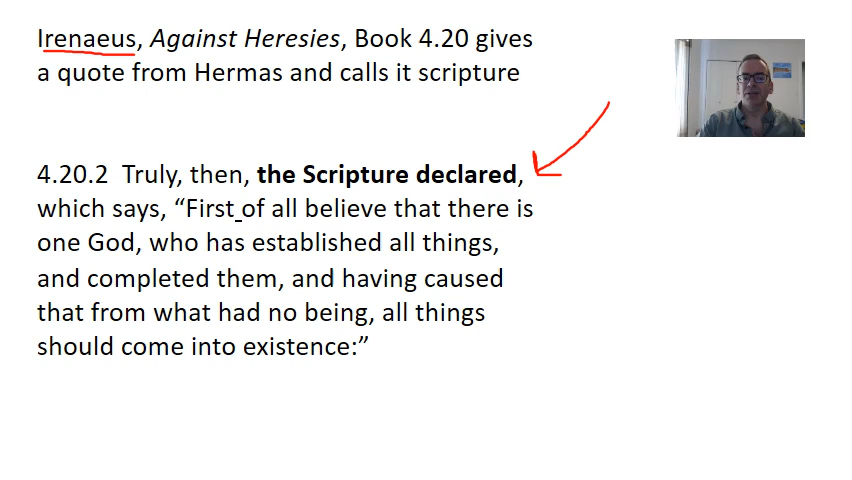 Irenaeus, Against Heresies, Book 4.20 gives
a quote from Hermas and calls it scripture
4.20.2 Truly, then, the Scripture declared,
which says, “First of all believe that there is
one God, who has established all things,
and completed them, and having caused
that from what had no being, all things
should come into existence:”